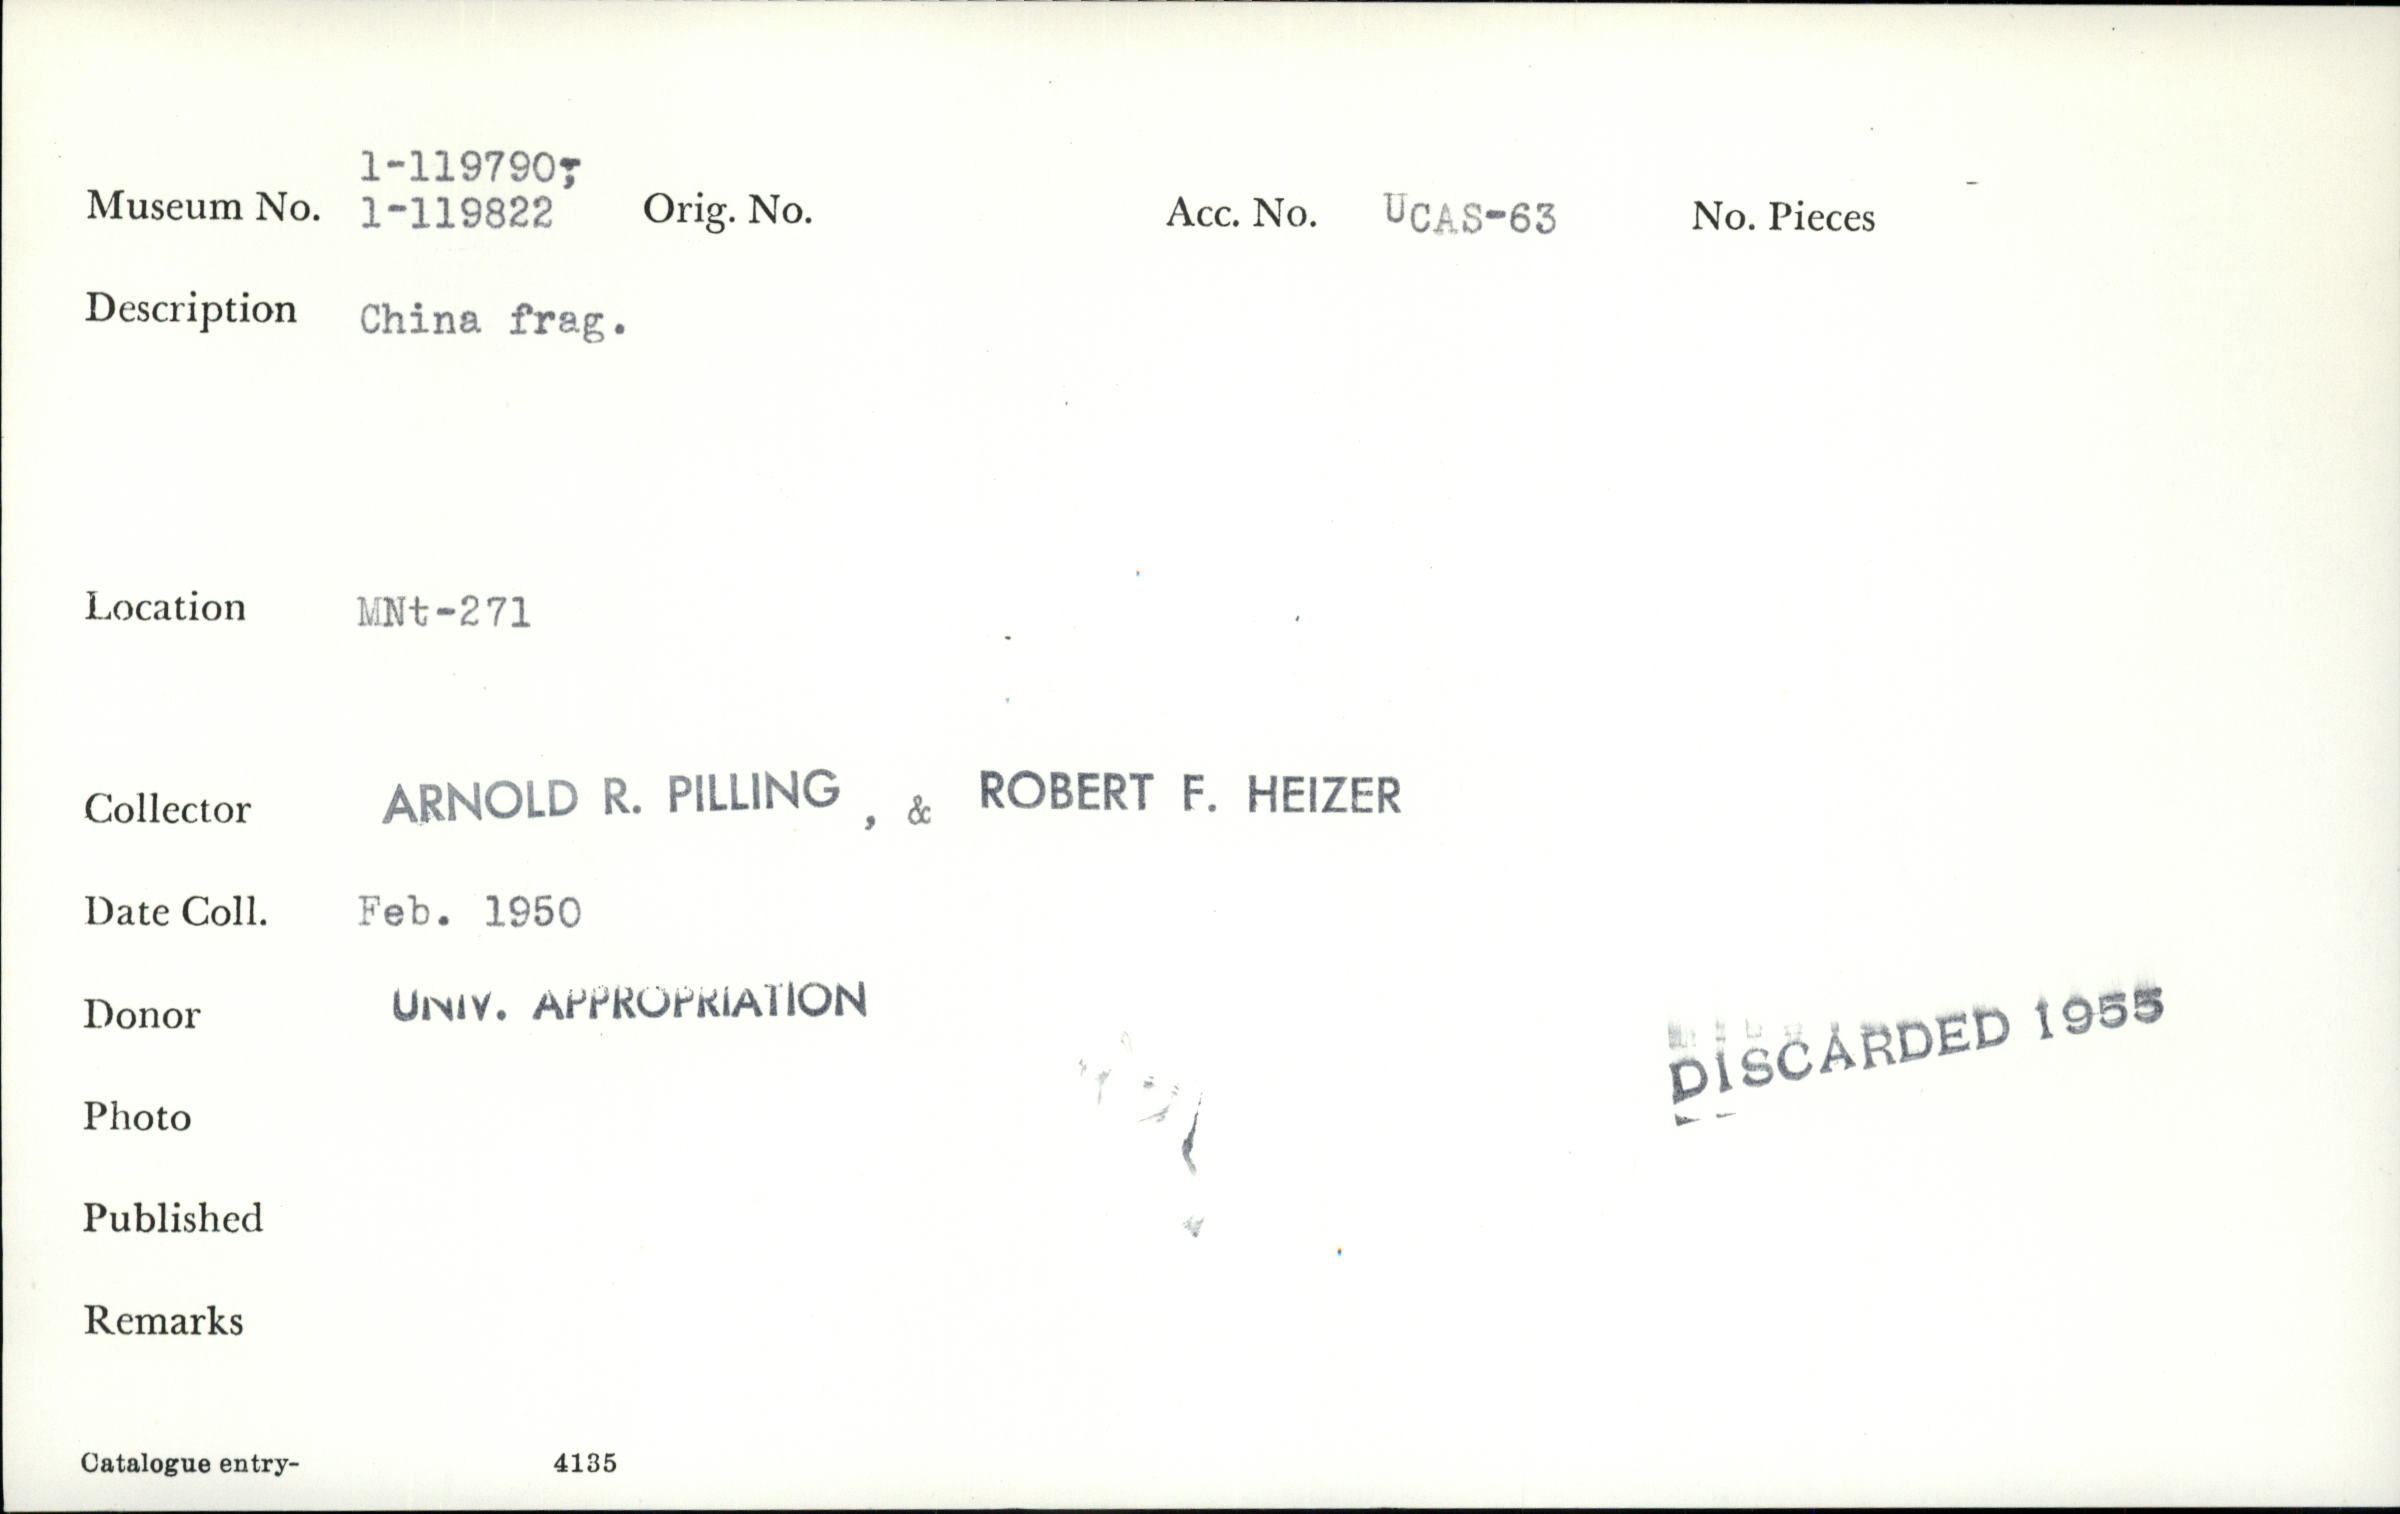 1-119790;
Museum No. 1-119822 Orig. No. Acc. No. UCAS-63 No. Pieces
Description China frag.
Location MNt-271
Collector ARNOLD R. PILLING , & ROBERT F. HEIZER
Date Coll. Feb. 1950
Donor UNIV. APPROPRIATION
DISCARDED 1955
Photo
Published
Remarks
Catalogue entry- 4135